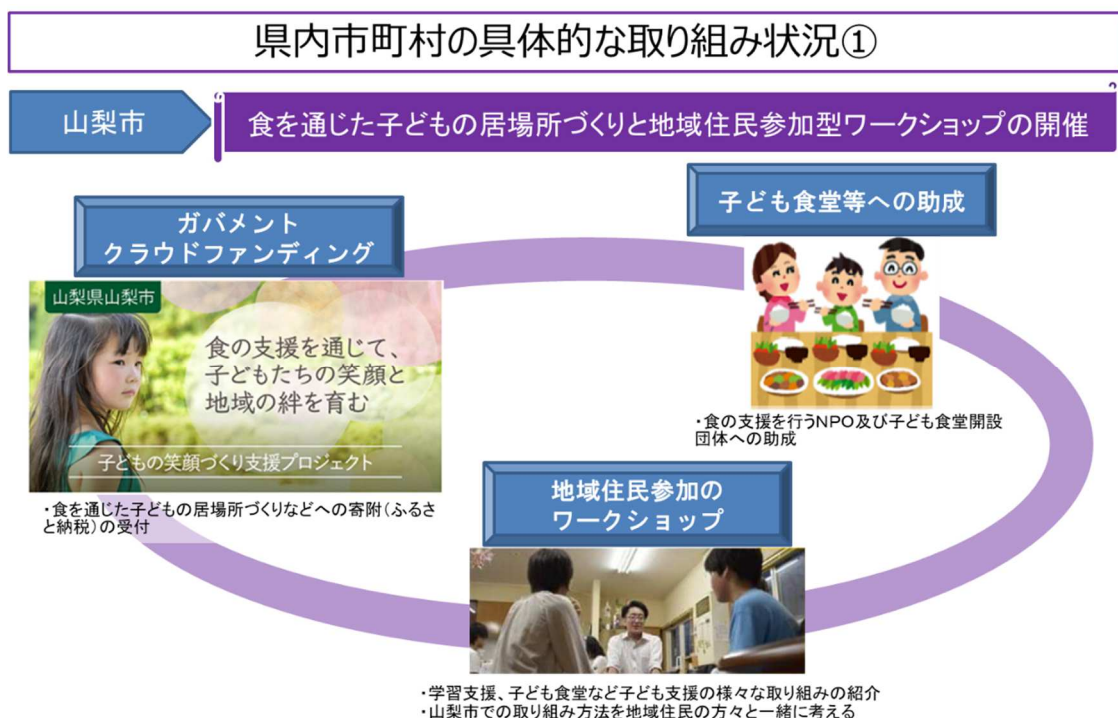 県内市町村の具体的な取り組み状況①
山梨市
食を通じた子どもの居場所づくりと地域住民参加型ワークショップの開催
ガバメント
クラウドファンディング
山梨県山梨市
食の支援を通じて、
子どもたちの笑顔と
地域の絆を育む
子どもの笑顔づくり支援プロジェクト
・食を通じた子どもの居場所づくりなどへの寄附(ふるさ
と納税)の受付
子ども食堂等への助成
・食の支援を行うNPO及び子ども食堂開設
団体への助成
地域住民参加の
ワークショップ
・学習支援、子ども食堂など子ども支援の様々な取り組みの紹介
・山梨市での取り組み方法を地域住民の方々と一緒に考える